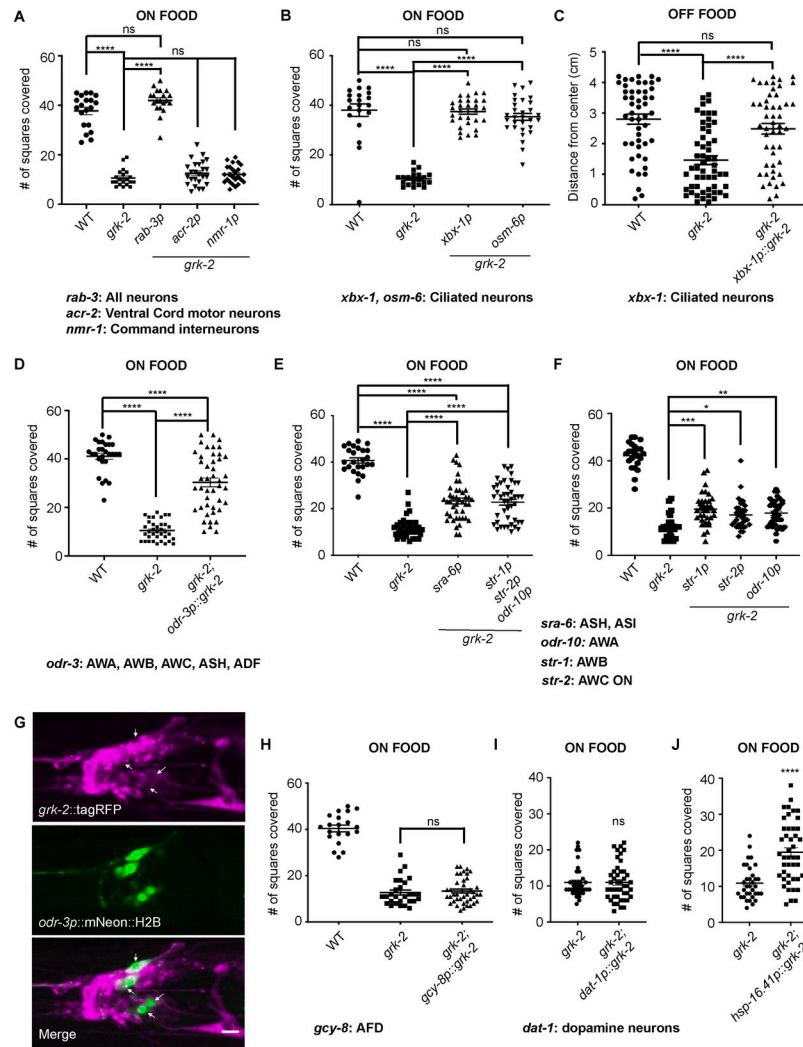 A
ON FOOD
ns
ns
****
****
# of squares covered
60
40
20
0
WT
grk-2
rab-3p
acr-2p
nmr-1p
grk-2
rab-3: All neurons
acr-2: Ventral Cord motor neurons
nmr-1: Command interneurons
B
ON FOOD
ns
ns
****
****
****
# of squares covered
60
40
20
0
WT
grk-2
xbx-1p
osm-6p
grk-2
xbx-1, osm-6: Ciliated neurons
C
OFF FOOD
ns
****
****
Distance from center (cm)
5
4
3
2
1
0
WT
grk-2
grk-2
xbx-1p::grk-2
xbx-1: Ciliated neurons
D
ON FOOD
****
****
****
# of squares covered
60
40
20
0
WT
grk-2
grk-2;
odr-3p::grk-2
odr-3: AWA, AWB, AWC, ASH, ADF
E
ON FOOD
****
****
****
****
****
# of squares covered
60
40
20
0
WT
grk-2
sra-6p
str-1p
str-2p
odr-10p
grk-2
F
ON FOOD
**
*
***
# of squares covered
60
40
20
0
WT
grk-2
str-1p
str-2p
odr-10p
grk-2
sra-6: ASH, ASI
odr-10: AWA
str-1: AWB
str-2: AWC ON
G
grk-2::tagRFP
odr-3p::mNeon::H2B
Merge
H
ON FOOD
ns
# of squares covered
60
40
20
0
WT
grk-2
grk-2;
gcy-8p::grk-2
gcy-8: AFD
I
ON FOOD
ns
# of squares covered
40
30
20
10
0
grk-2
grk-2;
dat-1p::grk-2
dat-1: dopamine neurons
J
ON FOOD
****
# of squares covered
40
30
20
10
0
grk-2
grk-2;
hsp-16.41p::grk-2